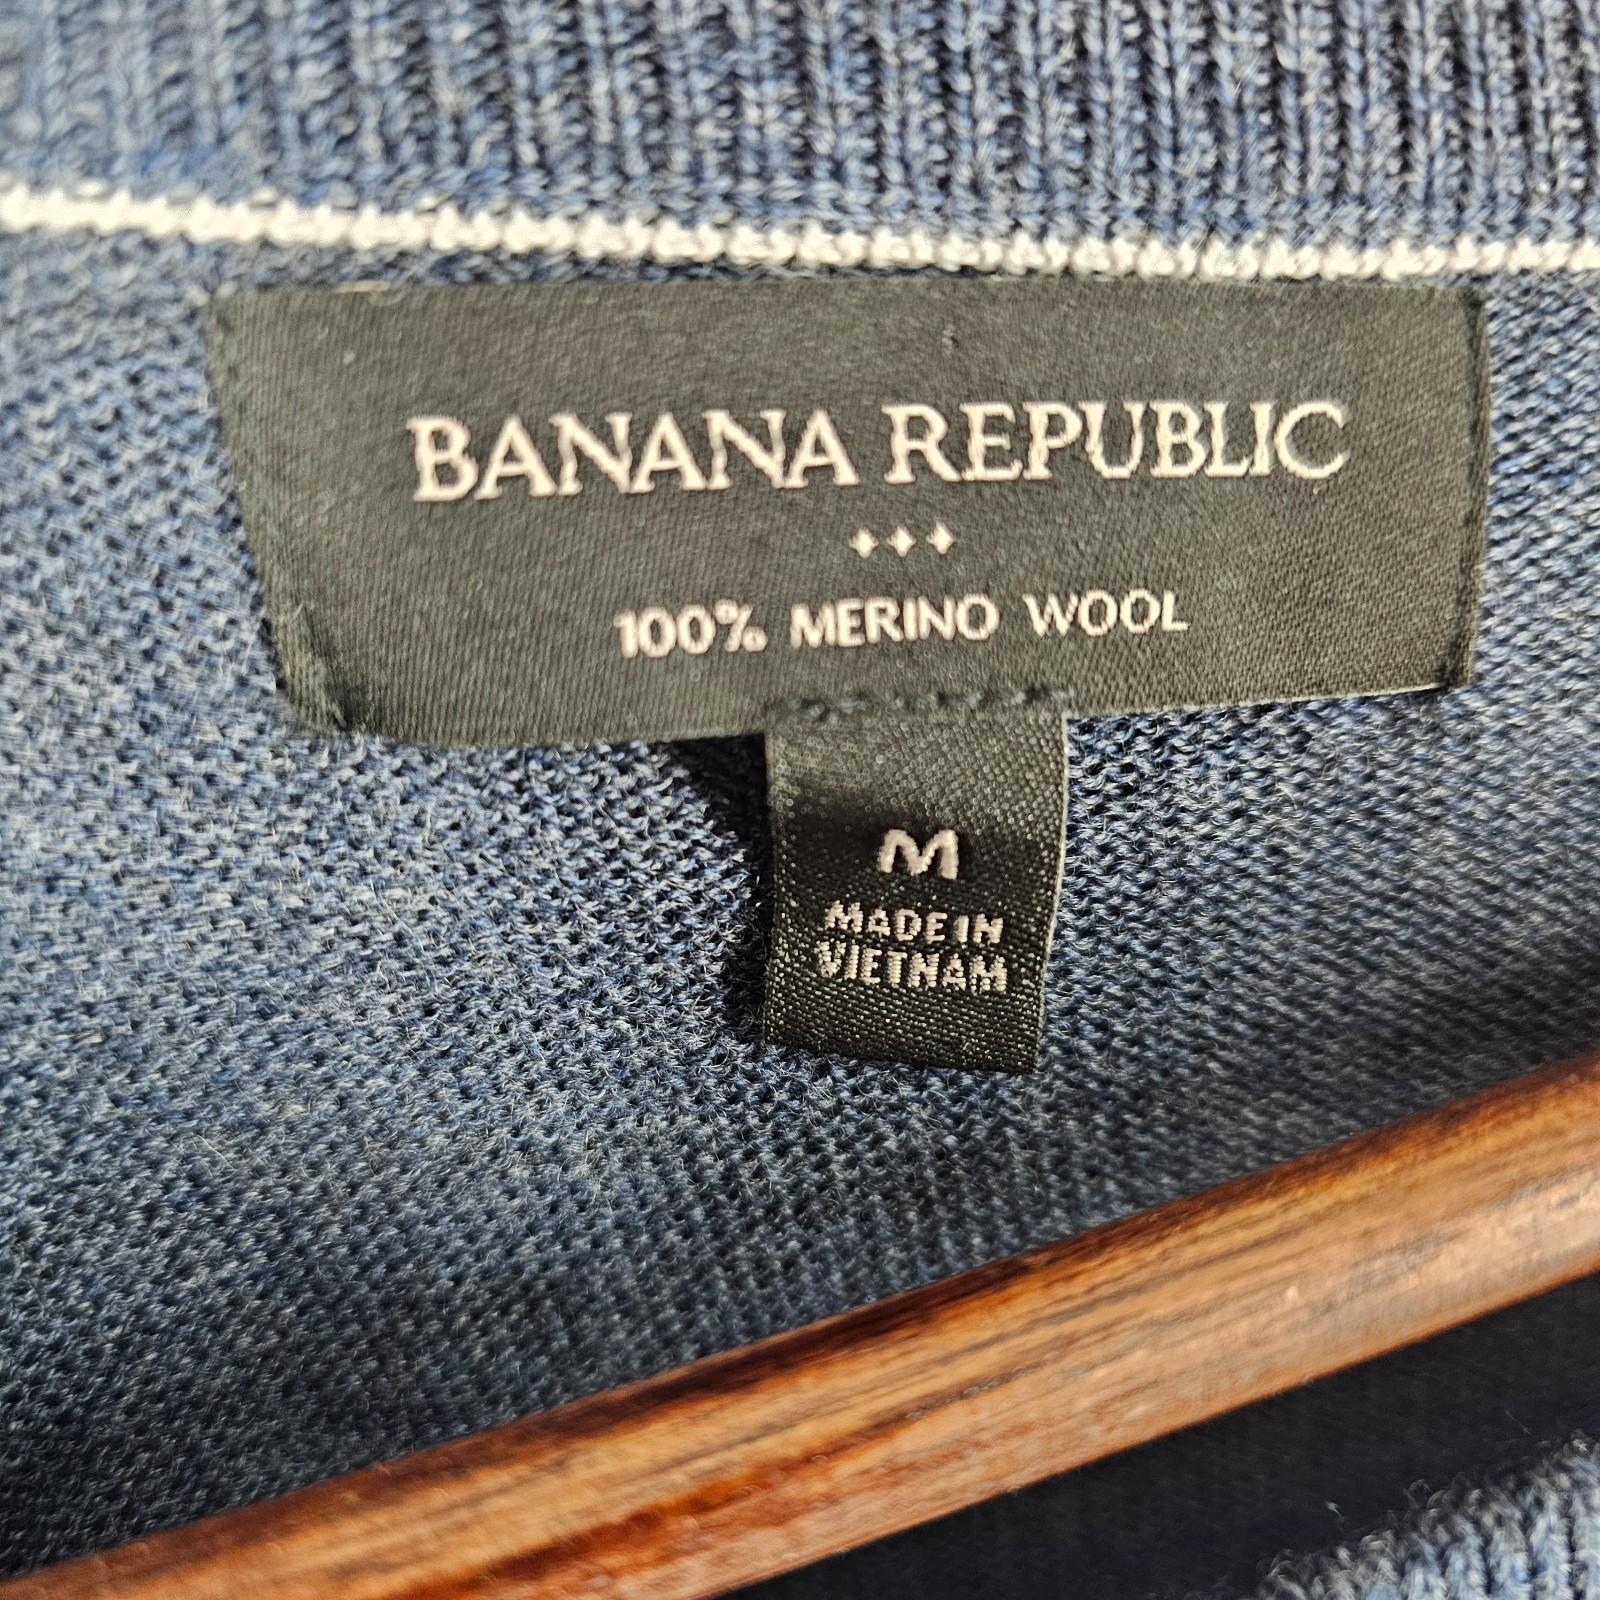 BANANA REPUBLIC
100% MERINO WOOL
M
MADE IN
VIETNAM